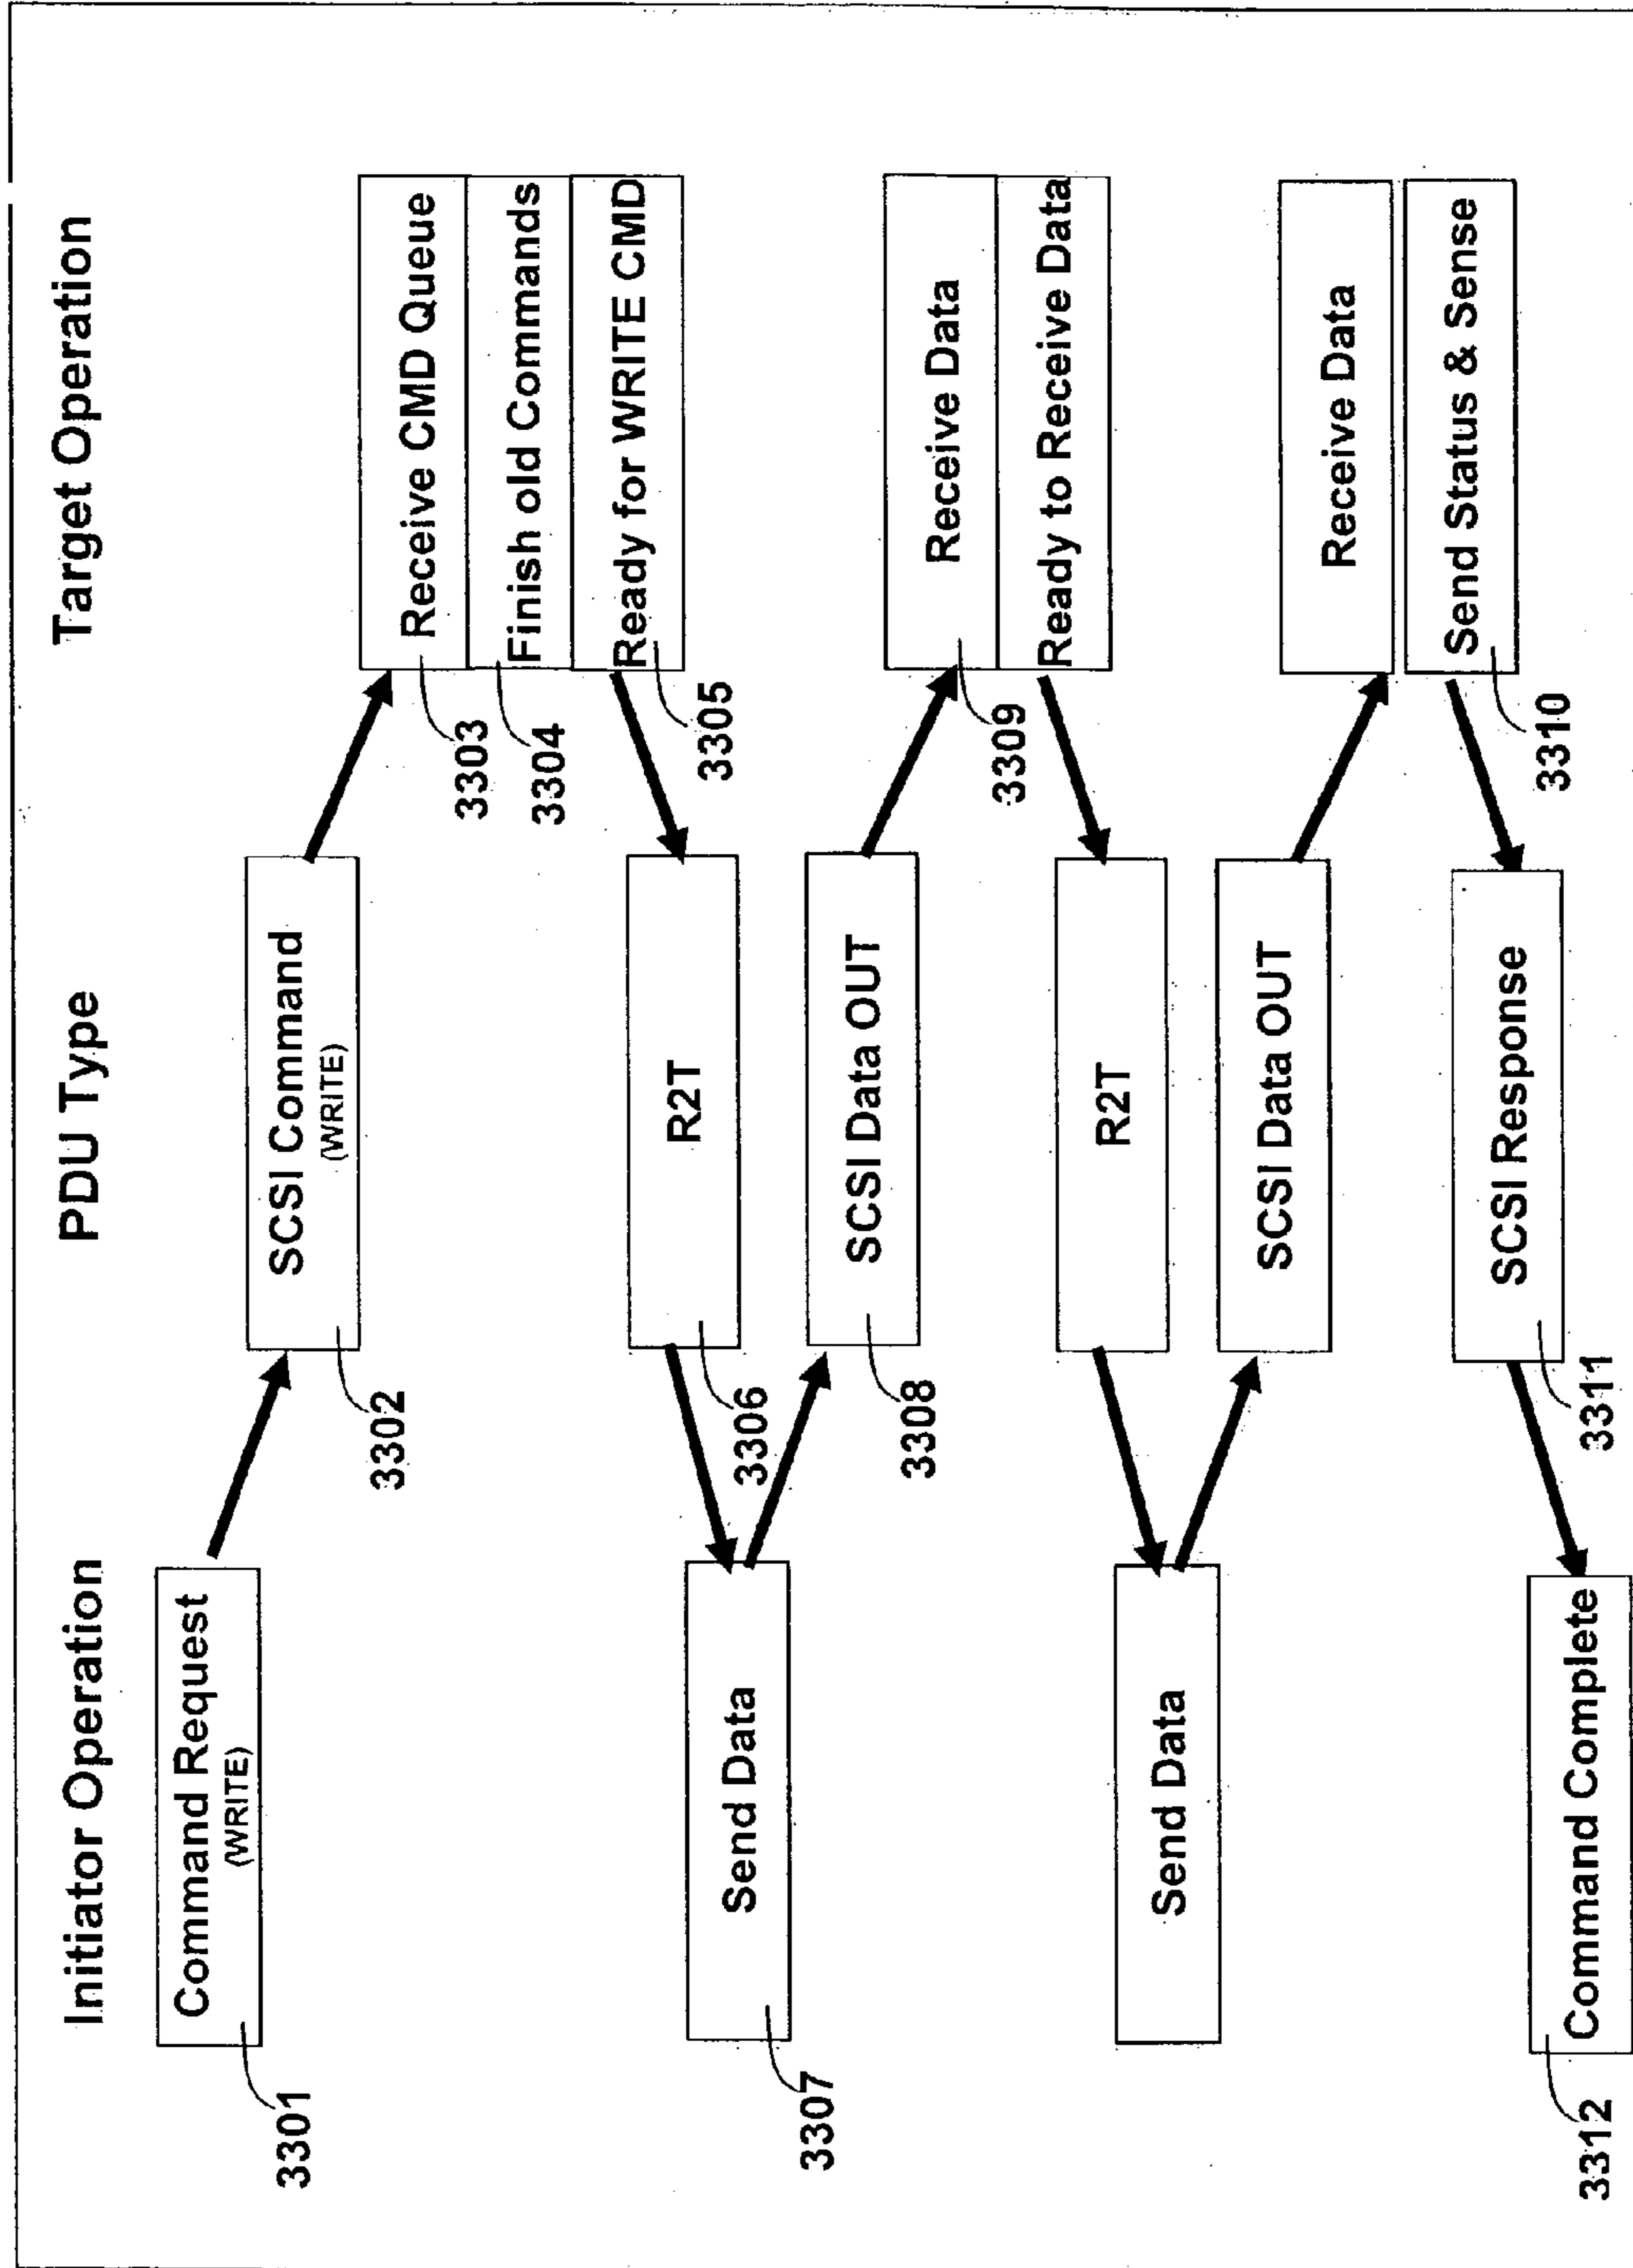 Initiator Operation
PDU Type
Target Operation
Command Request
(WRITE)
3301
SCSI Command
(WRITE)
3302
Receive CMD Queue
3303
Finish old Commands
3304
Ready for WRITE CMD
3305
R2T
3306
Send Data
3307
SCSI Data OUT
3308
Receive Data
3309
Ready to Receive Data
R2T
Send Data
SCSI Data OUT
Receive Data
Send Status & Sense
3310
SCSI Response
3311
Command Complete
3312